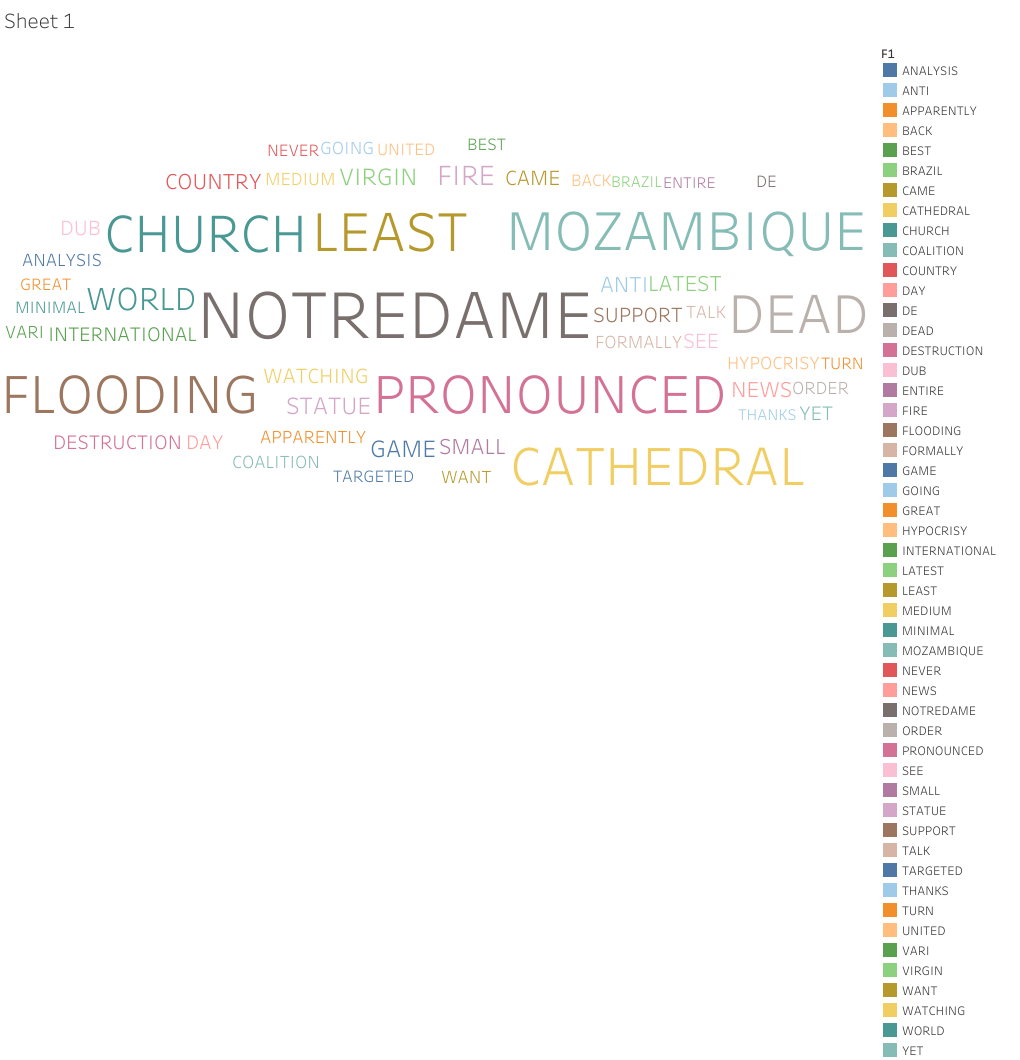 Sheet 1
NEVER GOING UNITED BEST
COUNTRY MEDIUM VIRGIN FIRE CAME BACK BRAZIL ENTIRE DE
DUB CHURCH LEAST MOZAMBIQUE
ANALYSIS
GREAT
MINIMAL WORLD NOTREDAME ANTI LATEST
SUPPORT TALK DEAD
VARI INTERNATIONAL FORMALLY SEE
FLOODING WATCHING PRONOUNCED HYPOCRISY TURN
STATUE NEWS ORDER
THANKS YET
DESTRUCTION DAY APPARENTLY GAME SMALL
COALITION CATHEDRAL
TARGETED WANT
F1
ANALYSIS
ANTI
APPARENTLY
BACK
BEST
BRAZIL
CAME
CATHEDRAL
CHURCH
COALITION
COUNTRY
DAY
DE
DEAD
DESTRUCTION
DUB
ENTIRE
FIRE
FLOODING
FORMALLY
GAME
GOING
GREAT
HYPOCRISY
INTERNATIONAL
LATEST
LEAST
MEDIUM
MINIMAL
MOZAMBIQUE
NEVER
NEWS
NOTREDAME
ORDER
PRONOUNCED
SEE
SMALL
STATUE
SUPPORT
TALK
TARGETED
THANKS
TURN
UNITED
VARI
VIRGIN
WANT
WATCHING
WORLD
YET